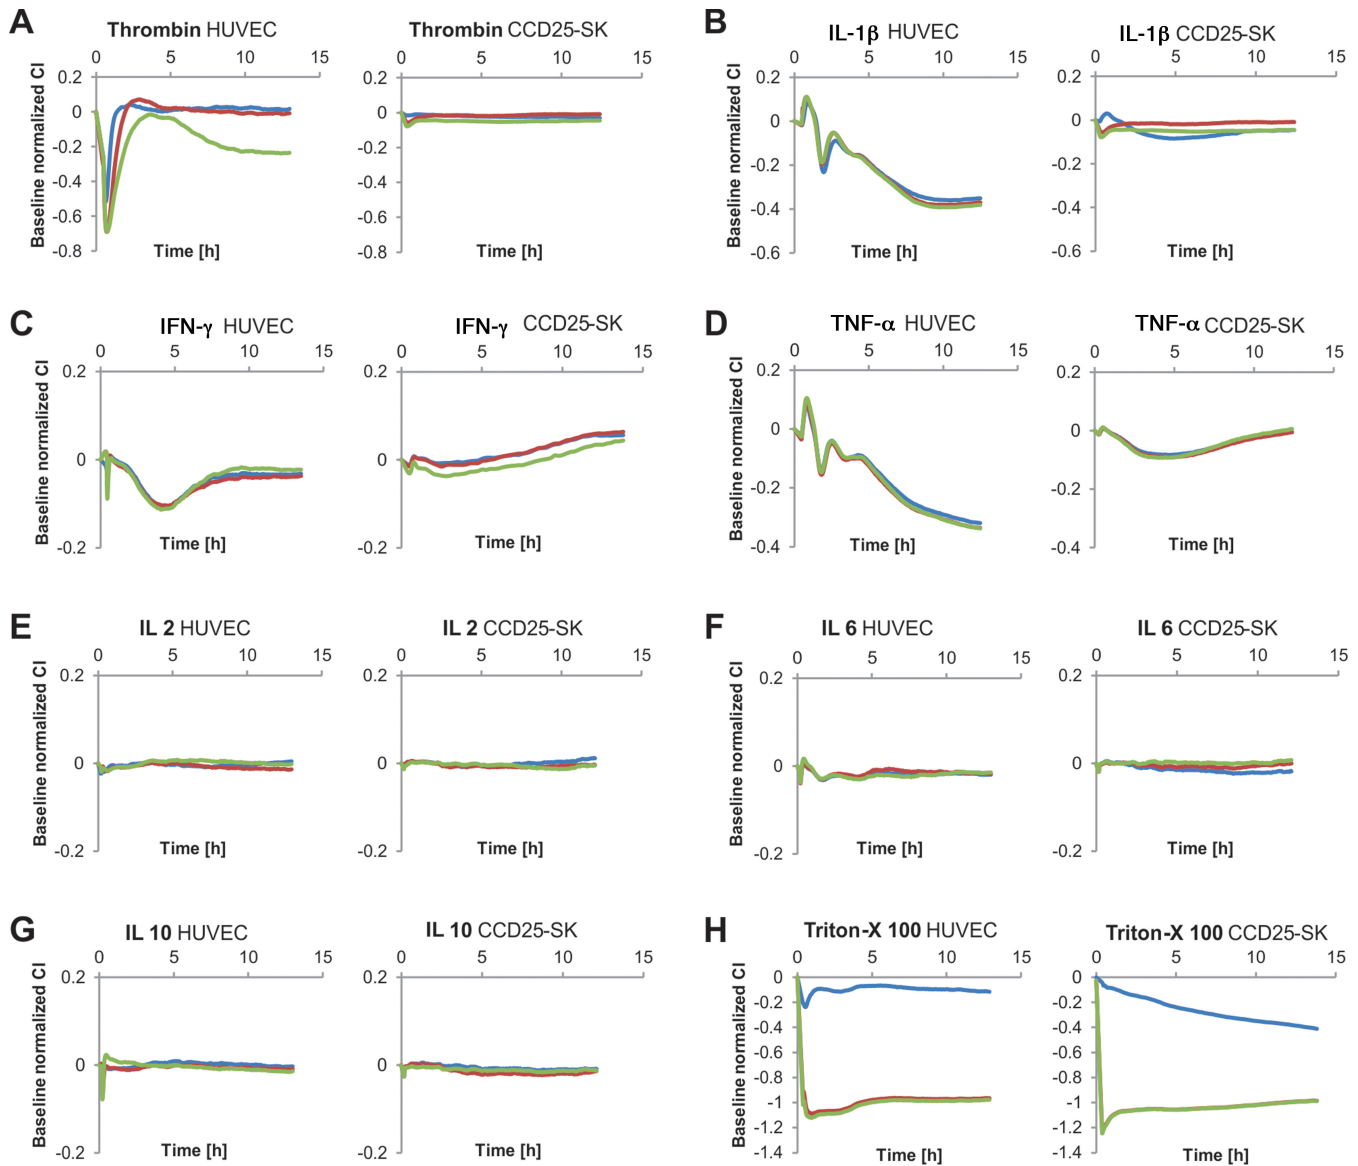 A
Thrombin HUVEC
0 5 10 15
0.2
0
-0.2
-0.4
-0.6
-0.8
Baseline normalized CI
Time [h]
Thrombin CCD25-SK
0 5 10 15
0.2
0
-0.2
-0.4
-0.6
-0.8
Time [h]
B
IL-1β HUVEC
0 5 10 15
0.2
0
-0.2
-0.4
-0.6
Baseline normalized CI
Time [h]
IL-1β CCD25-SK
0 5 10 15
0.2
0
-0.2
-0.4
-0.6
Time [h]
C
IFN-γ HUVEC
0 5 10 15
0.2
0
-0.2
Baseline normalized CI
Time [h]
IFN-γ CCD25-SK
0 5 10 15
0.2
0
-0.2
Time [h]
D
TNF-α HUVEC
0 5 10 15
0.2
0
-0.2
-0.4
Baseline normalized CI
Time [h]
TNF-α CCD25-SK
0 5 10 15
0.2
0
-0.2
-0.4
Time [h]
E
IL 2 HUVEC
0 5 10 15
0.2
0
-0.2
Baseline normalized CI
Time [h]
IL 2 CCD25-SK
0 5 10 15
0.2
0
-0.2
Time [h]
F
IL 6 HUVEC
0 5 10 15
0.2
0
-0.2
Baseline normalized CI
Time [h]
IL 6 CCD25-SK
0 5 10 15
0.2
0
-0.2
Time [h]
G
IL 10 HUVEC
0 5 10 15
0.2
0
-0.2
Baseline normalized CI
Time [h]
IL 10 CCD25-SK
0 5 10 15
0.2
0
-0.2
Time [h]
H
Triton-X 100 HUVEC
0 5 10 15
0
-0.2
-0.4
-0.6
-0.8
-1
-1.2
-1.4
Baseline normalized CI
Time [h]
Triton-X 100 CCD25-SK
0 5 10 15
0
-0.2
-0.4
-0.6
-0.8
-1
-1.2
-1.4
Time [h]